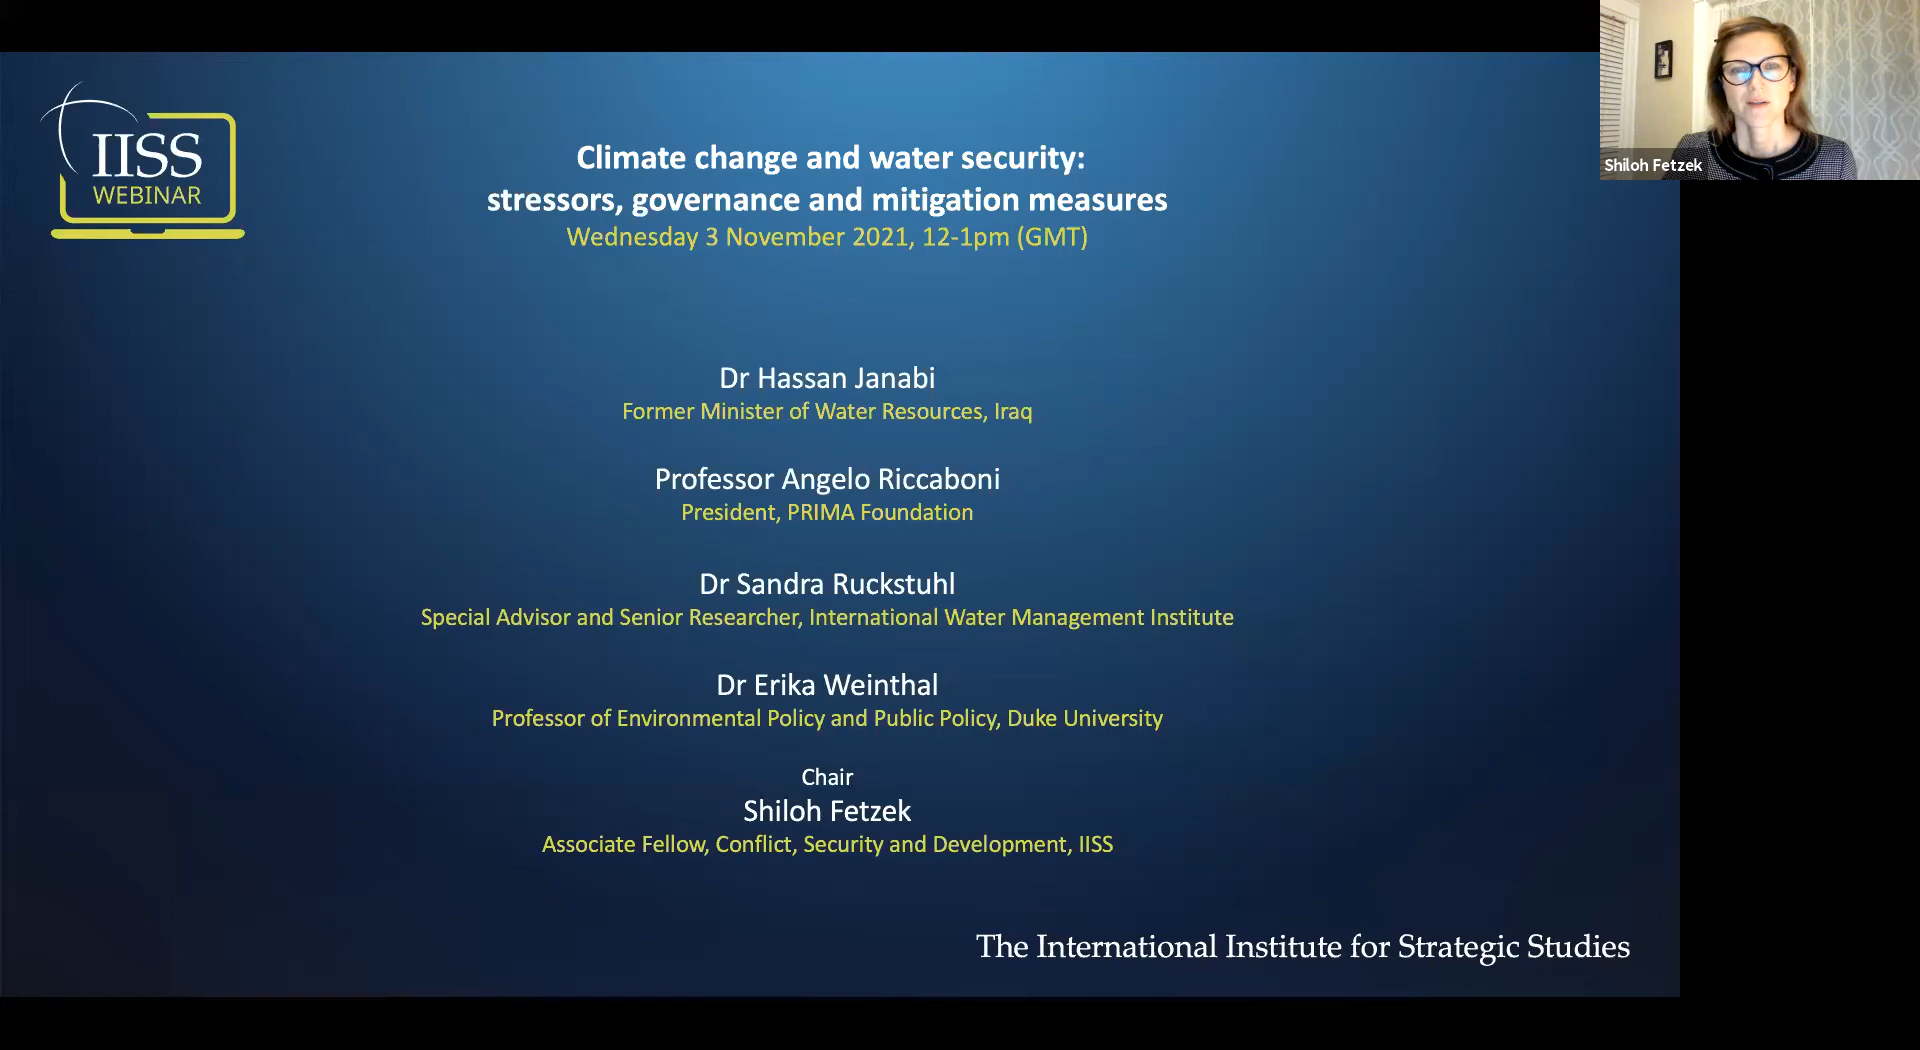 IISS
WEBINAR
Climate change and water security:
stressors, governance and mitigation measures
Wednesday 3 November 2021, 12-1pm (GMT)
Dr Hassan Janabi
Former Minister of Water Resources, Iraq
Professor Angelo Riccaboni
President, PRIMA Foundation
Dr Sandra Ruckstuhl
Special Advisor and Senior Researcher, International Water Management Institute
Dr Erika Weinthal
Professor of Environmental Policy and Public Policy, Duke University
Chair
Shiloh Fetzek
Associate Fellow, Conflict, Security and Development, IISS
The International Institute for Strategic Studies
Shiloh Fetzek